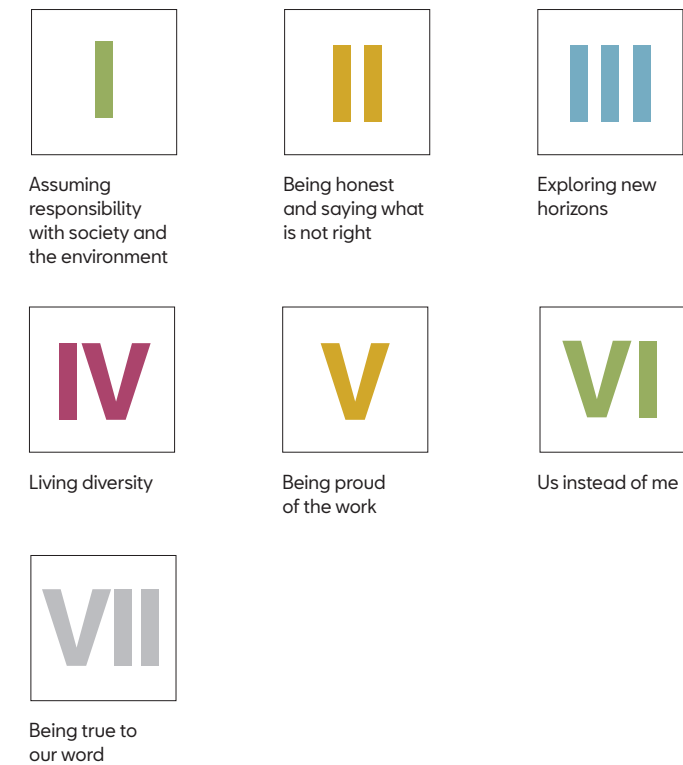 I
Assuming
responsibility
with society and
the environment
II
Being honest
and saying what
is not right
III
Exploring new
horizons
IV
Living diversity
V
Being proud
of the work
VI
Us instead of me
VII
Being true to
our word